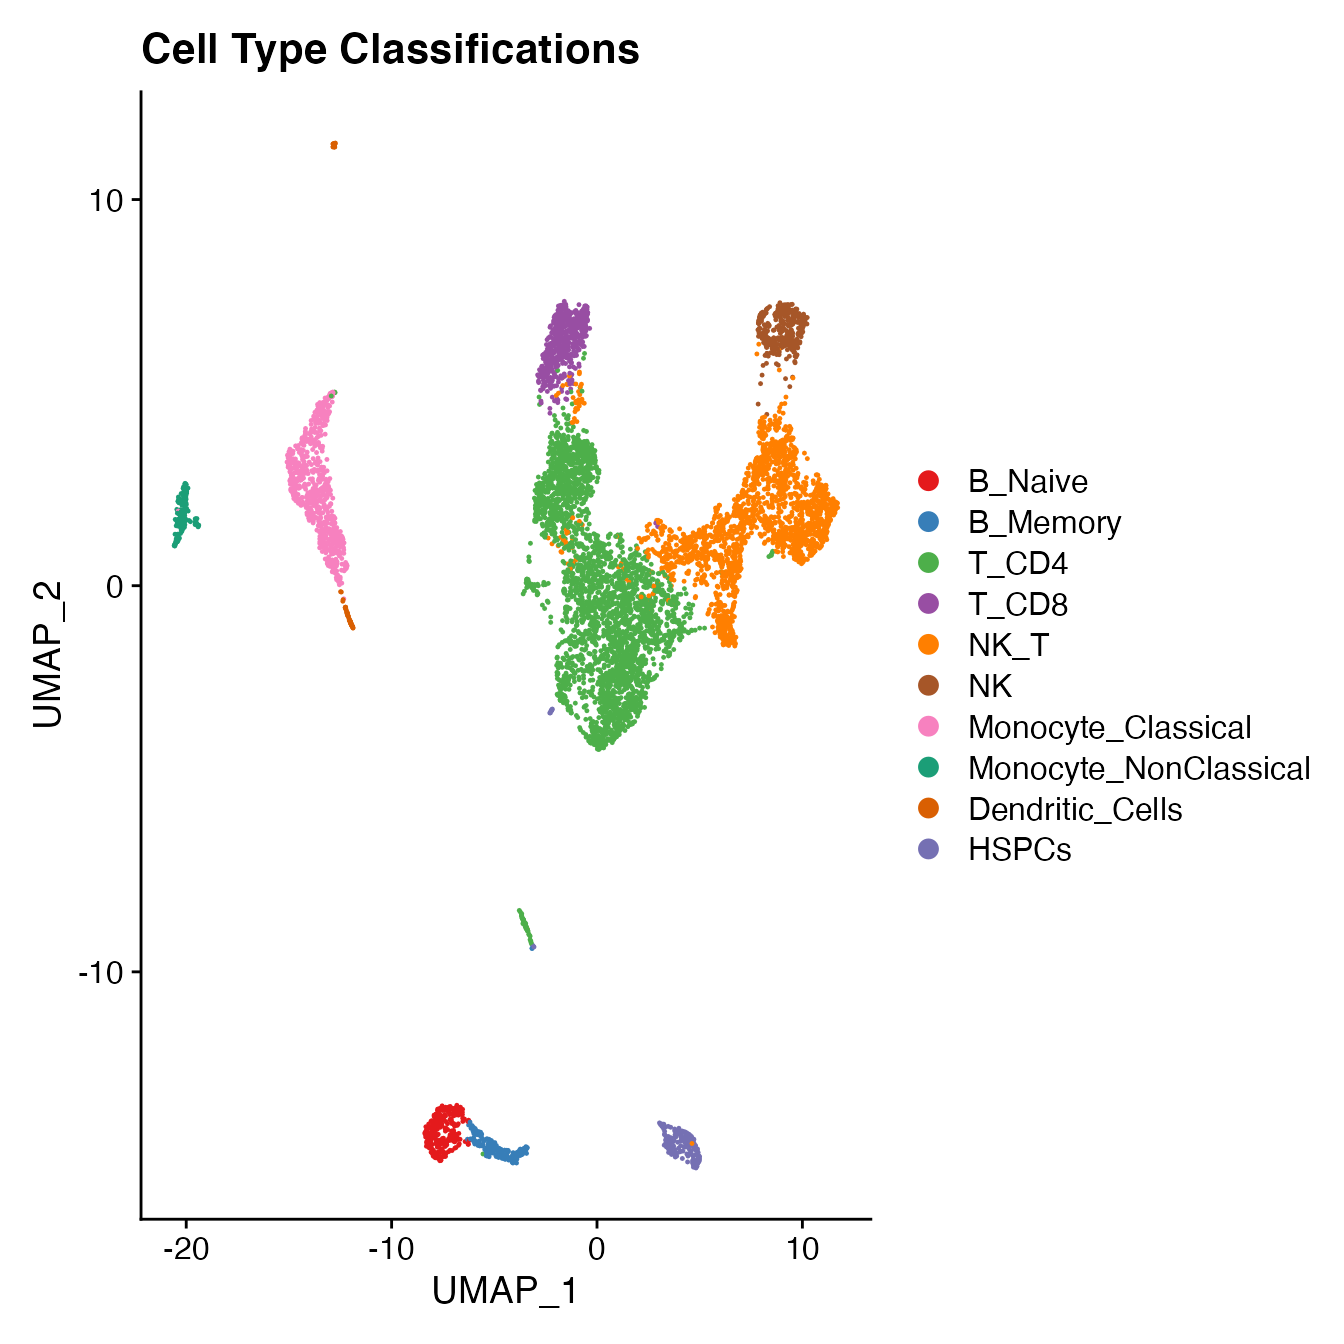 Cell Type Classifications
10
0
-10
UMAP_2
-20
-10
0
10
UMAP_1
B_Naive
B_Memory
T_CD4
T_CD8
NK_T
NK
Monocyte_Classical
Monocyte_NonClassical
Dendritic_Cells
HSPCs